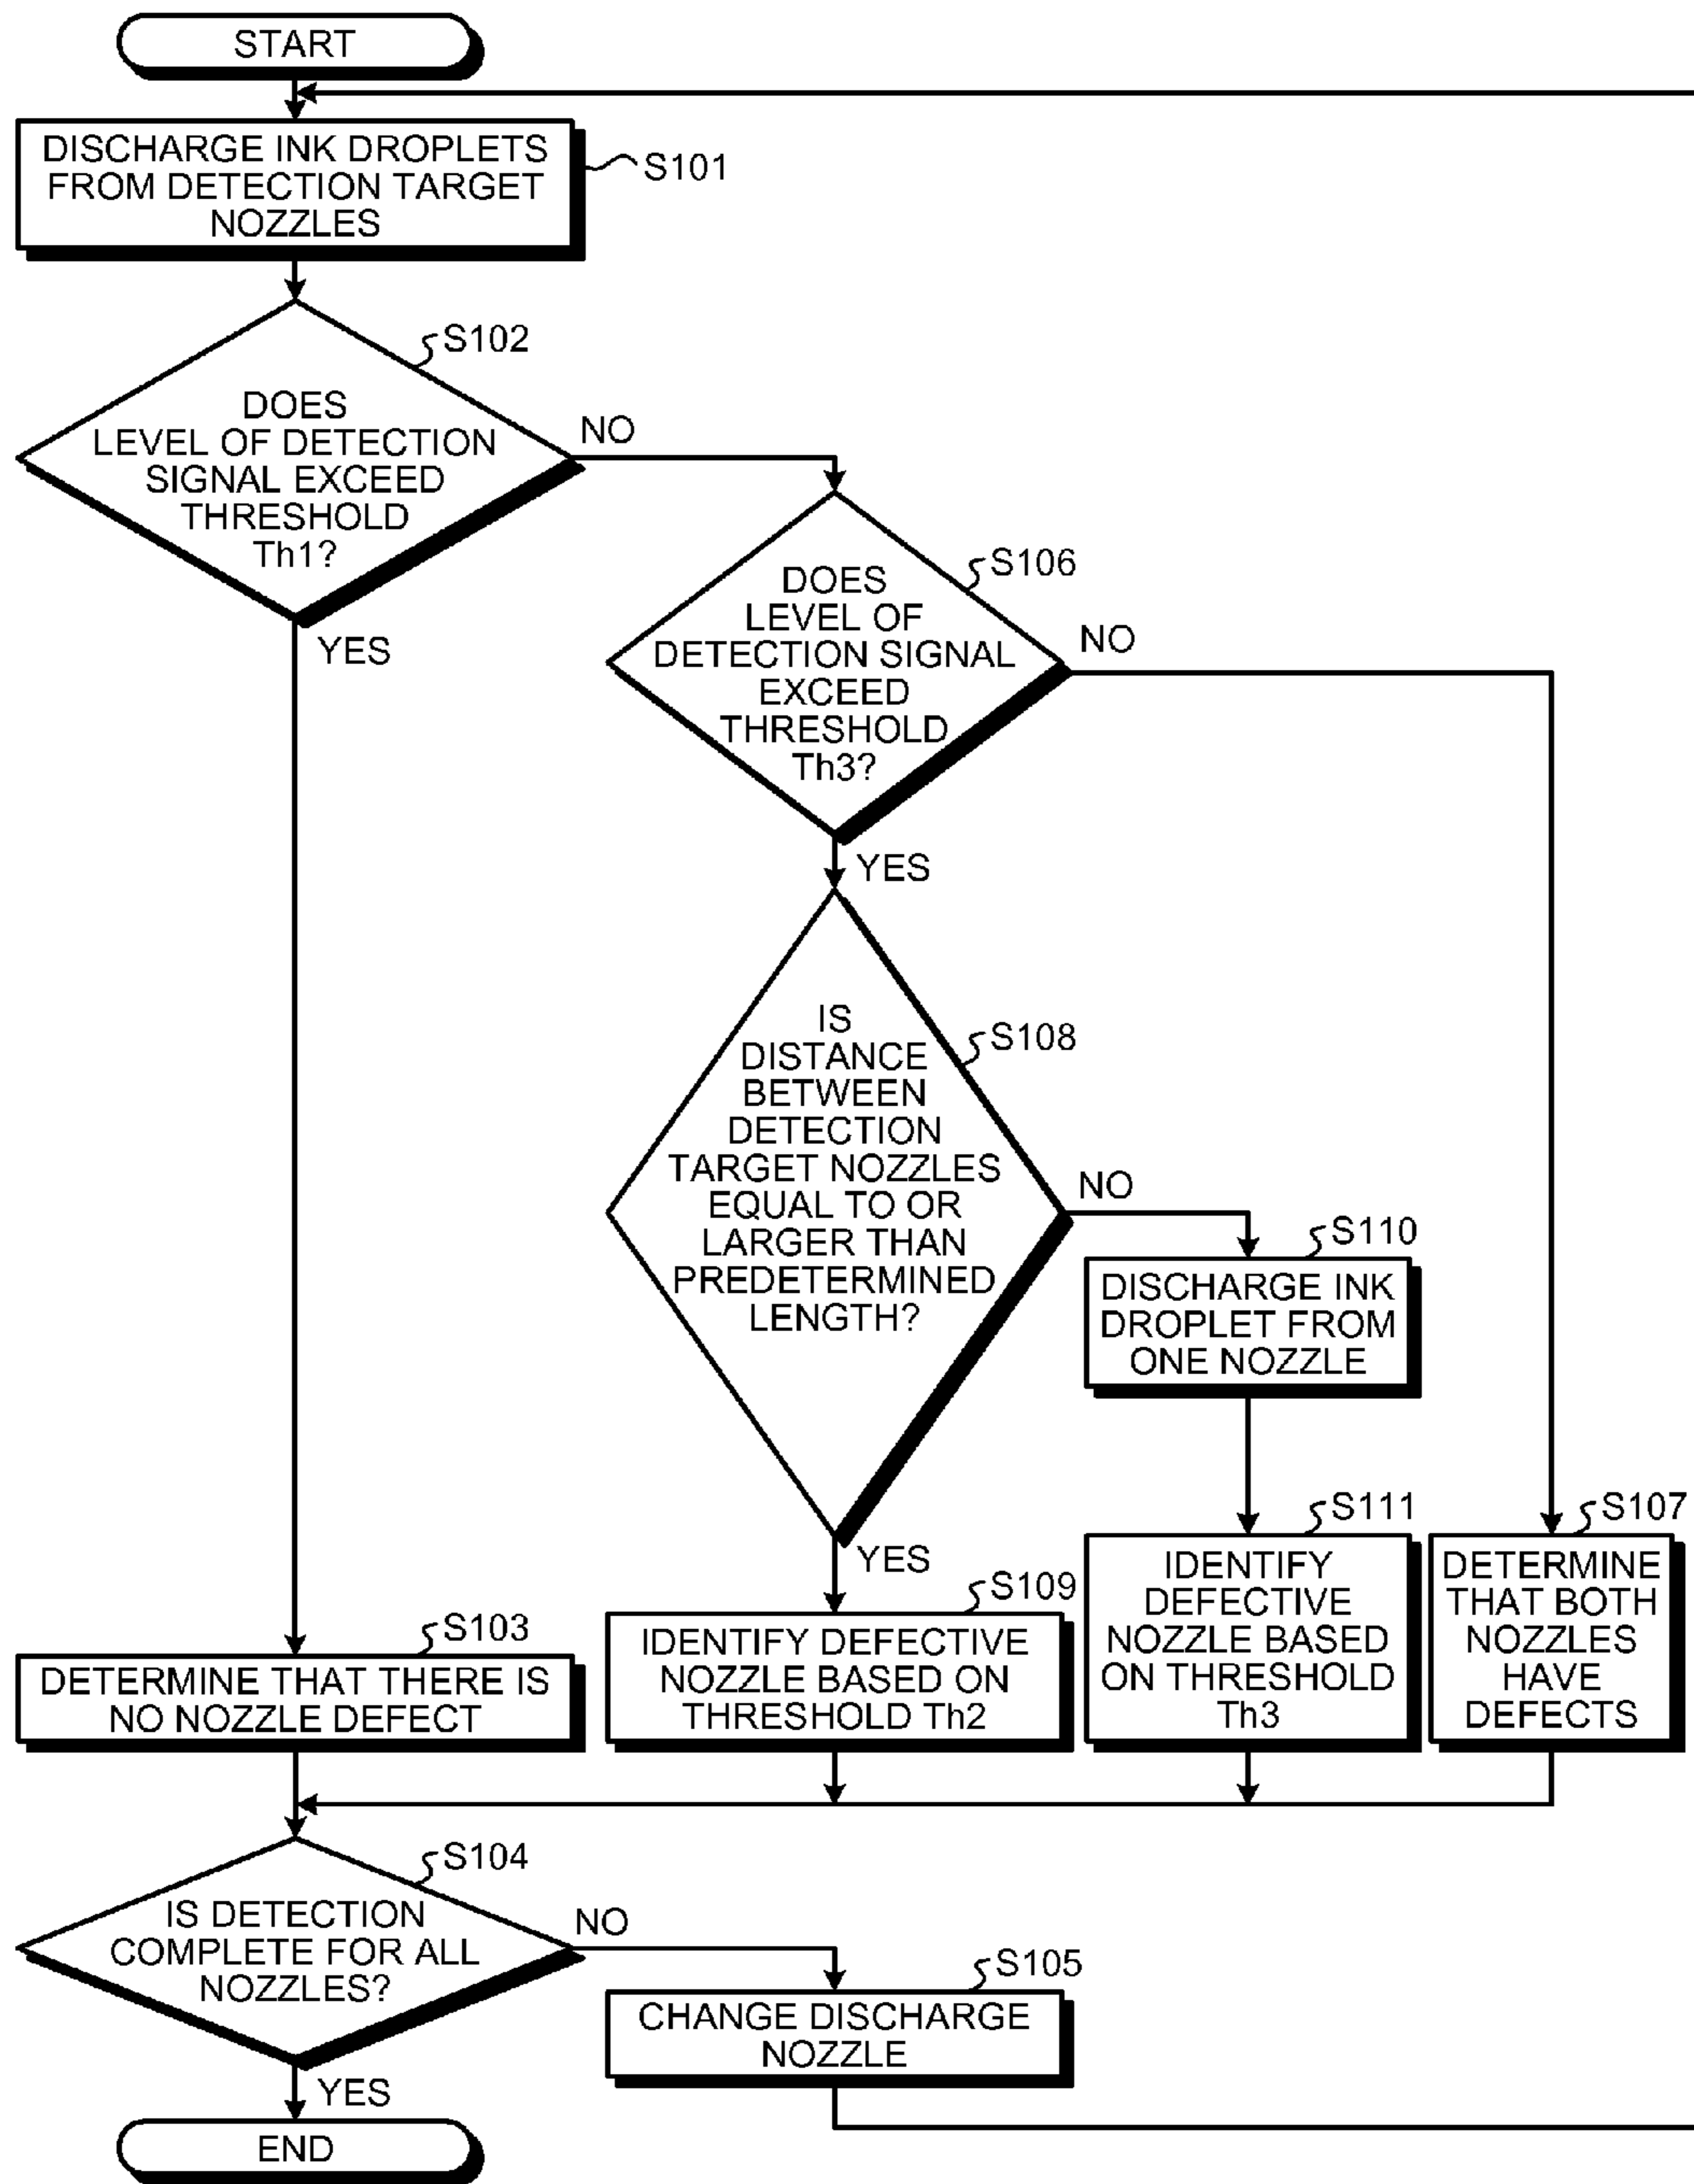 START
DISCHARGE INK DROPLETS
FROM DETECTION TARGET
NOZZLES
S101
S102
DOES
LEVEL OF DETECTION
SIGNAL EXCEED
THRESHOLD
Th1?
NO
YES
S106
DOES
LEVEL OF
DETECTION SIGNAL
EXCEED
THRESHOLD
Th3?
NO
YES
S108
IS
DISTANCE
BETWEEN
DETECTION
TARGET NOZZLES
EQUAL TO OR
LARGER THAN
PREDETERMINED
LENGTH?
NO
YES
S110
DISCHARGE INK
DROPLET FROM
ONE NOZZLE
S103
DETERMINE THAT THERE IS
NO NOZZLE DEFECT
S109
IDENTIFY DEFECTIVE
NOZZLE BASED ON
THRESHOLD Th2
S111
IDENTIFY
DEFECTIVE
NOZZLE BASED
ON THRESHOLD
Th3
S107
DETERMINE
THAT BOTH
NOZZLES
HAVE
DEFECTS
S104
IS DETECTION
COMPLETE FOR ALL
NOZZLES?
NO
YES
S105
CHANGE DISCHARGE
NOZZLE
END